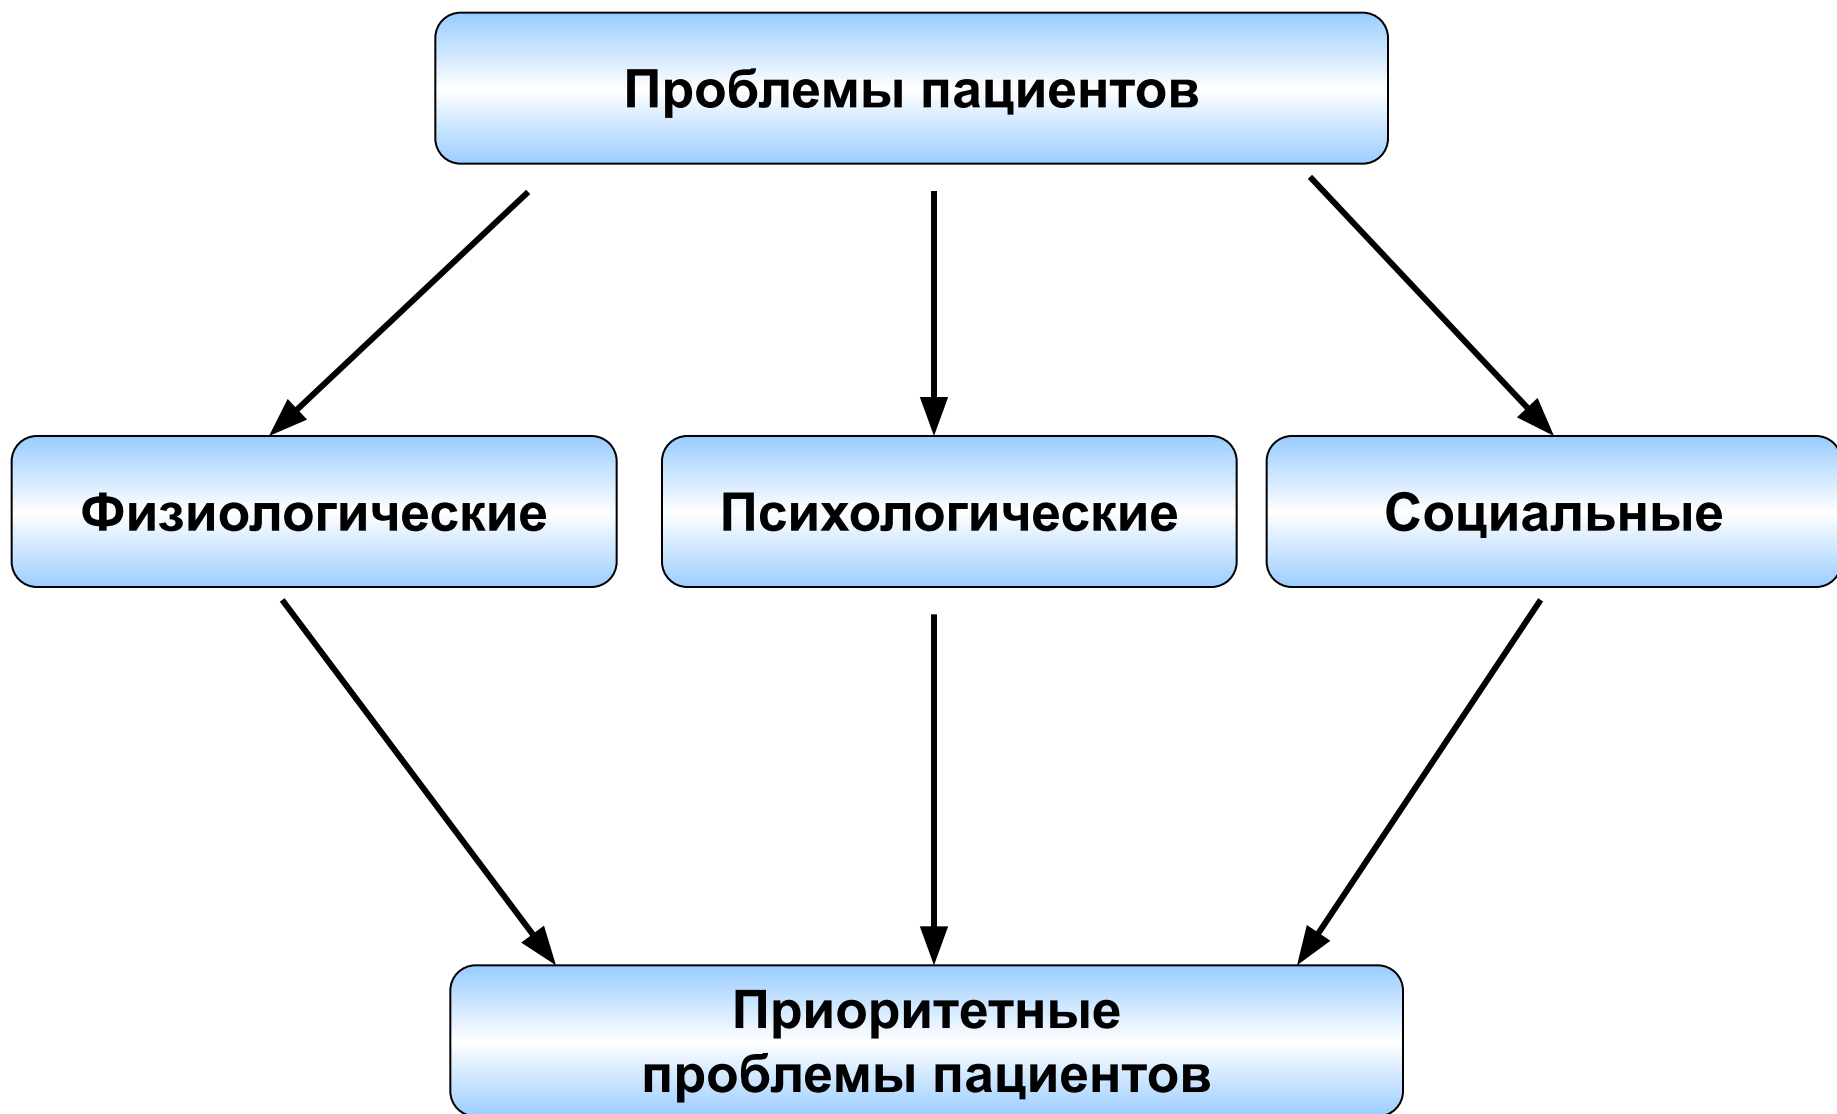 Проблемы пациентов
Физиологические
Психологические
Социальные
Приоритетные
проблемы пациентов